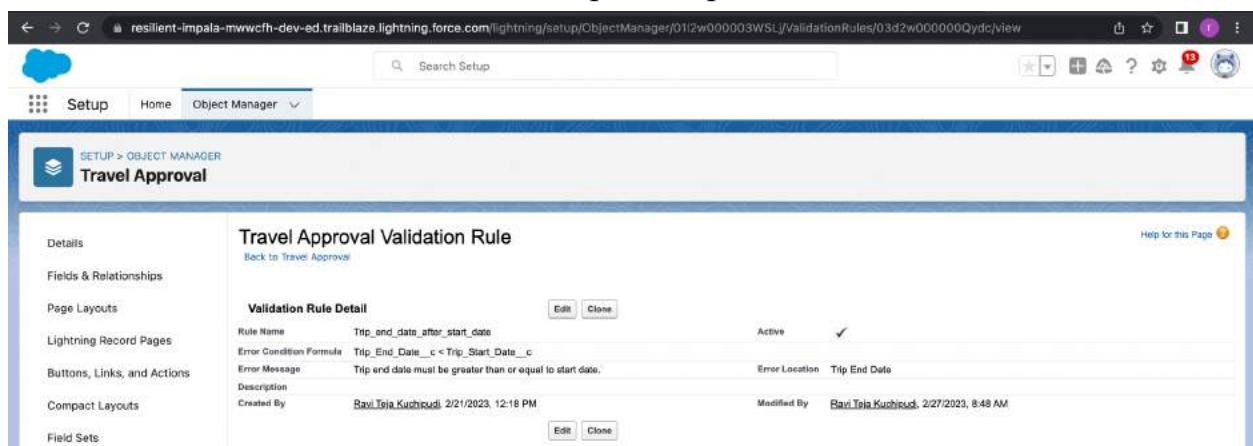 resilient-impala-mwwcfh-dev-ed.trailblaze.lightning.force.com/lightning/setup/ObjectManager/01I2w000003WSLj/ValidationRules/03d2w000000Qydc/view
Search Setup
13
Setup Home Object Manager
SETUP > OBJECT MANAGER
Travel Approval
Details
Fields & Relationships
Page Layouts
Lightning Record Pages
Buttons, Links, and Actions
Compact Layouts
Field Sets
Travel Approval Validation Rule
Help for this Page
Back to Travel Approval
Validation Rule Detail Edit Clone
Rule Name Trip_end_date_after_start_date Active
Error Condition Formula Trip_End_Date__c < Trip_Start_Date__c
Error Message Trip end date must be greater than or equal to start date. Error Location Trip End Date
Description
Created By Ravi Teja Kuchipudi, 2/21/2023, 12:18 PM Modified By Ravi Teja Kuchipudi, 2/27/2023, 8:48 AM
Edit Clone